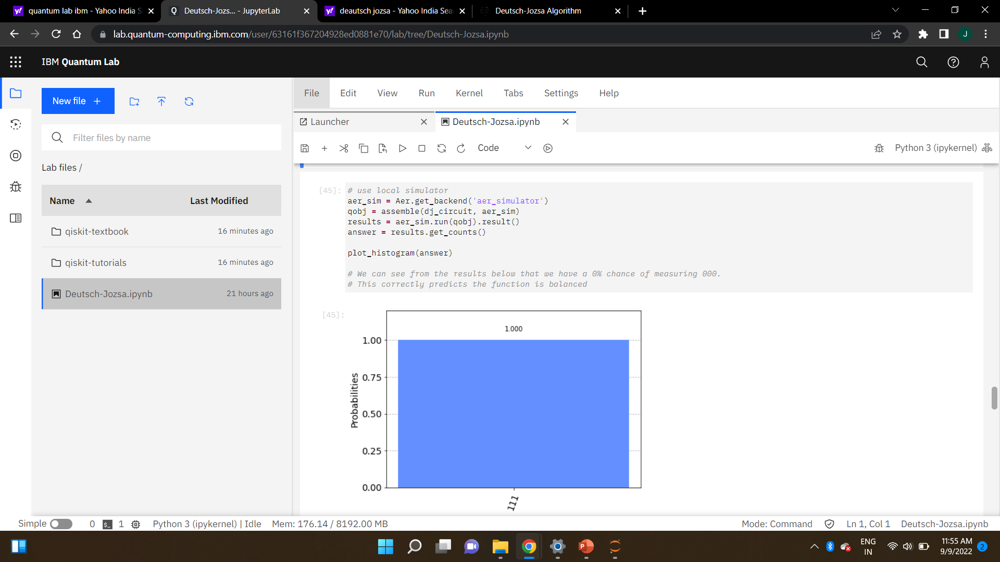 quantum lab ibm - Yahoo India S
Deutsch-Jozs... - JupyterLab
deautsch jozsa - Yahoo India Sea
Deutsch-Jozsa Algorithm
lab.quantum-computing.ibm.com/user/63161f367204928ed0881e70/lab/tree/Deutsch-Jozsa.ipynb
J
IBM Quantum Lab
New file +
Filter files by name
Lab files /
Name Last Modified
qiskit-textbook 16 minutes ago
qiskit-tutorials 16 minutes ago
Deutsch-Jozsa.ipynb 21 hours ago
File Edit View Run Kernel Tabs Settings Help
Launcher
Deutsch-Jozsa.ipynb
Code
Python 3 (ipykernel)
[45]:
# use local simulator
aer_sim = Aer.get_backend('aer_simulator')
qobj = assemble(dj_circuit, aer_sim)
results = aer_sim.run(qobj).result()
answer = results.get_counts()
plot_histogram(answer)
# We can see from the results below that we have a 0% chance of measuring 000.
# This correctly predicts the function is balanced
[45]:
1.000
1.00
0.75
0.50
0.25
0.00
Probabilities
111
Simple 0 $_ 1 Python 3 (ipykernel) | Idle Mem: 176.14 / 8192.00 MB
Mode: Command Ln 1, Col 1 Deutsch-Jozsa.ipynb
P
ENG
IN
11:55 AM
9/9/2022
2